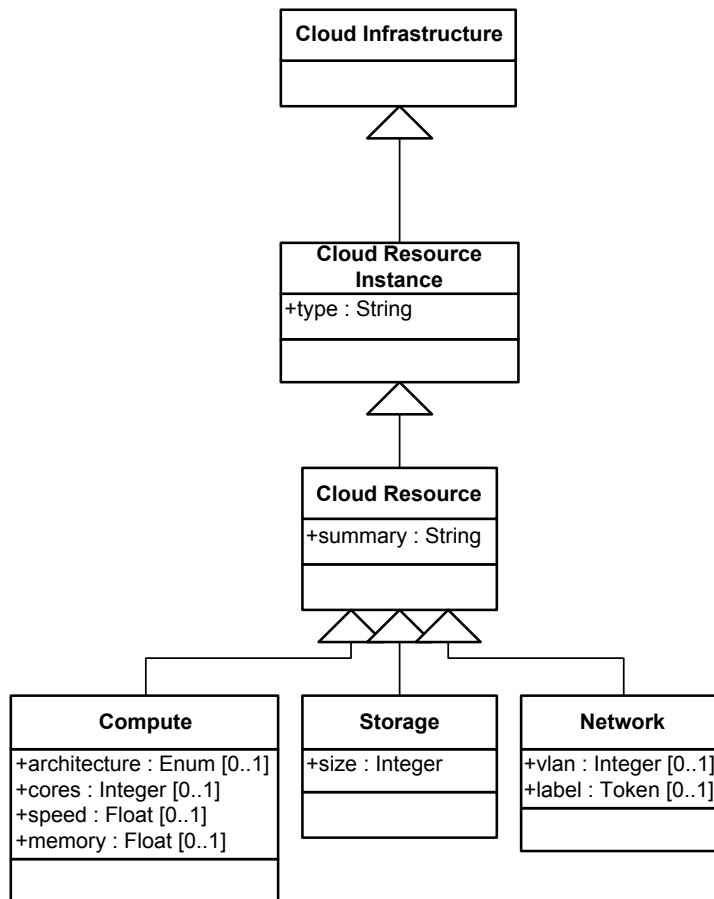 Cloud Infrastructure
Cloud Resource
Instance
+type : String
Cloud Resource
+summary : String
Compute
+architecture : Enum [0..1]
+cores : Integer [0..1]
+speed : Float [0..1]
+memory : Float [0..1]
Storage
+size : Integer
Network
+vlan : Integer [0..1]
+label : Token [0..1]